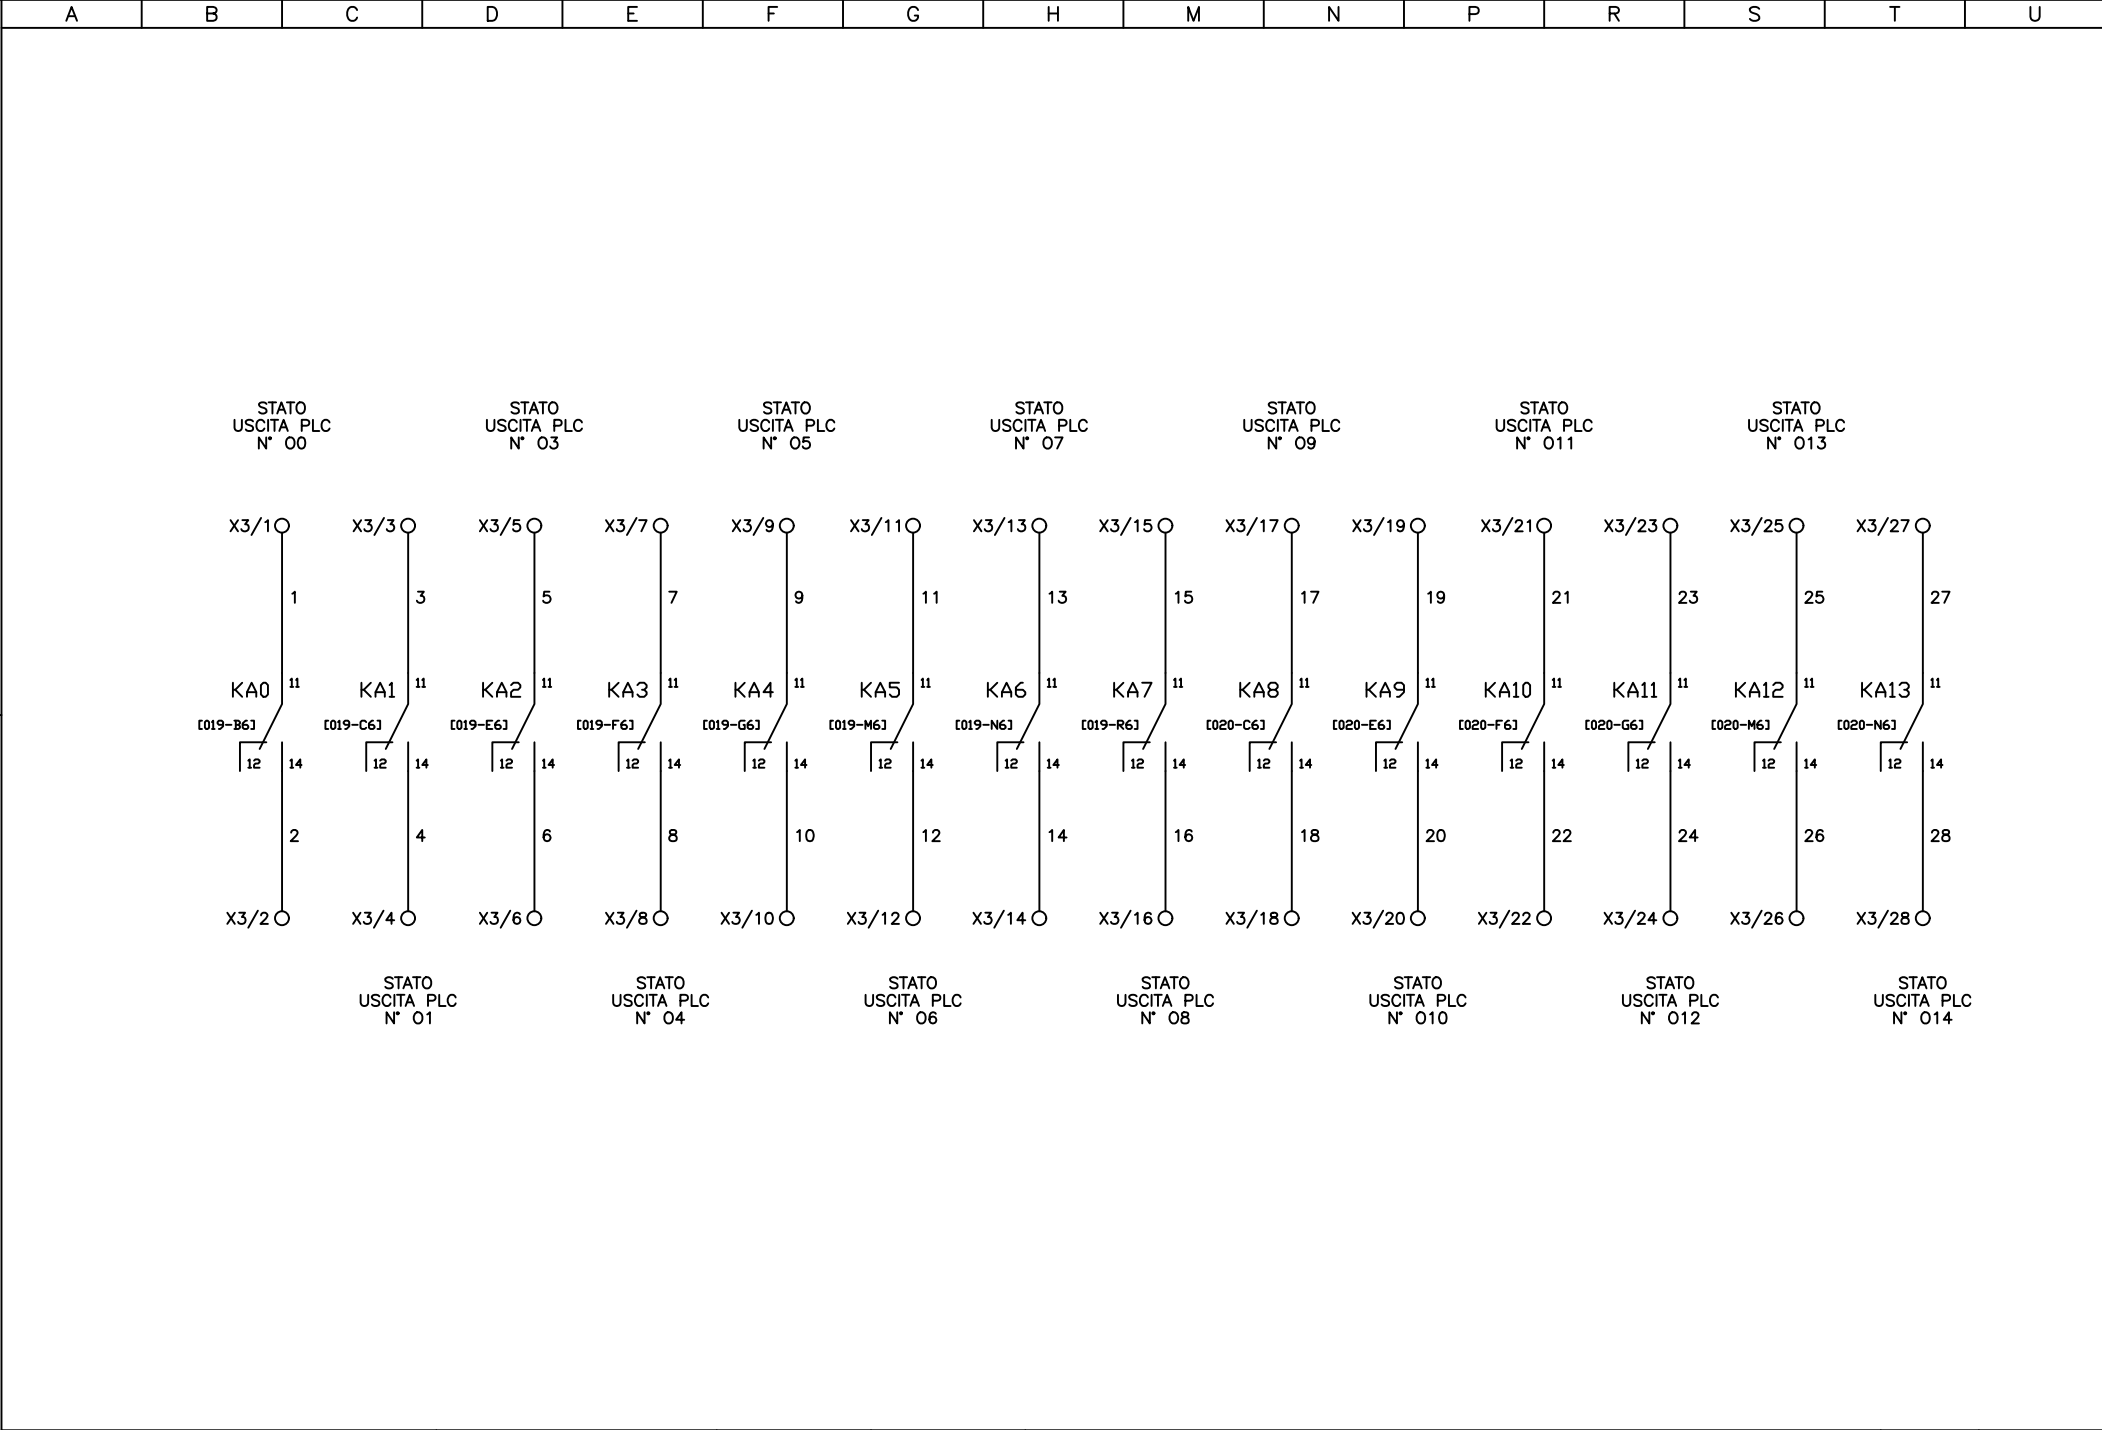 A B C D E F G H M N P R S T U
STATO STATO STATO STATO STATO STATO STATO
USCITA PLC USCITA PLC USCITA PLC USCITA PLC USCITA PLC USCITA PLC USCITA PLC
N° O0 N° O3 N° O5 N° O7 N° O9 N° O11 N° O13
X3/1 X3/3 X3/5 X3/7 X3/9 X3/11 X3/13 X3/15 X3/17 X3/19 X3/21 X3/23 X3/25 X3/27
1 3 5 7 9 11 13 15 17 19 21 23 25 27
KA0 11 KA1 11 KA2 11 KA3 11 KA4 11 KA5 11 KA6 11 KA7 11 KA8 11 KA9 11 KA10 11 KA11 11 KA12 11 KA13 11
[019-B6] [019-C6] [019-E6] [019-F6] [019-G6] [019-M6] [019-N6] [019-R6] [020-C6] [020-E6] [020-F6] [020-G6] [020-M6] [020-N6]
12 14 12 14 12 14 12 14 12 14 12 14 12 14 12 14 12 14 12 14 12 14 12 14 12 14 12 14
2 4 6 8 10 12 14 16 18 20 22 24 26 28
X3/2 X3/4 X3/6 X3/8 X3/10 X3/12 X3/14 X3/16 X3/18 X3/20 X3/22 X3/24 X3/26 X3/28
STATO STATO STATO STATO STATO STATO STATO
USCITA PLC USCITA PLC USCITA PLC USCITA PLC USCITA PLC USCITA PLC USCITA PLC
N° O1 N° O4 N° O6 N° O8 N° O10 N° O12 N° O14